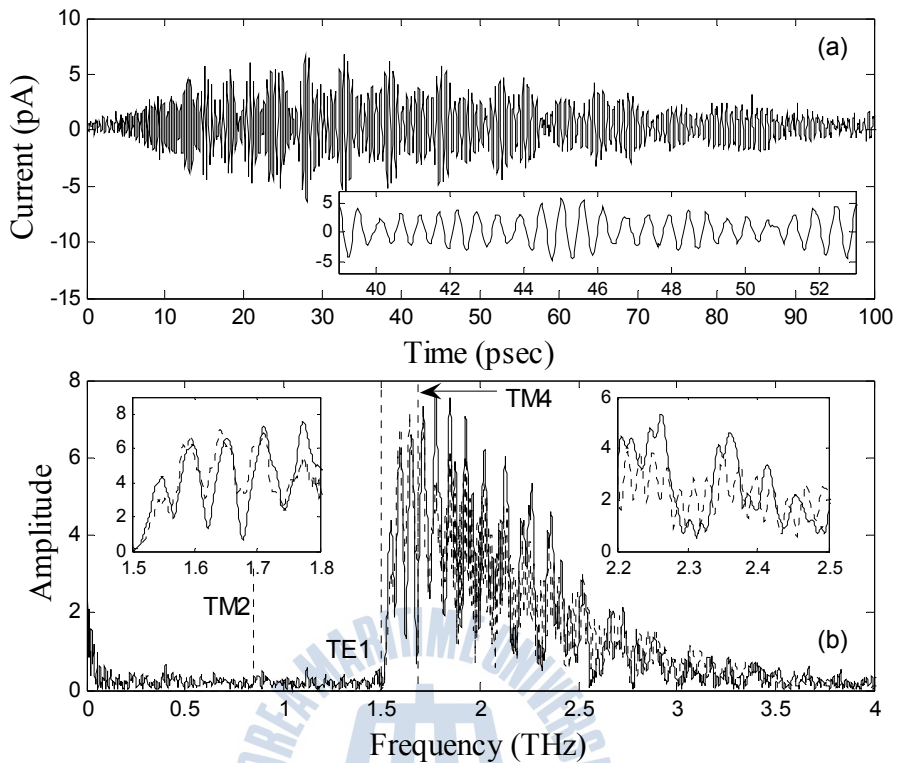 10
5
0
-5
-10
-15
Current (pA)
(a)
5
0
-5
40 42 44 46 48 50 52
0 10 20 30 40 50 60 70 80 90 100
Time (psec)
8
6
4
2
0
Amplitude
TM4
8
6
4
2
0
1.5 1.6 1.7 1.8
6
4
2
0
2.2 2.3 2.4 2.5
TM2
TE1
(b)
0 0.5 1 1.5 2 2.5 3 3.5 4
Frequency (THz)
KOREA MARITIME UNIVERS